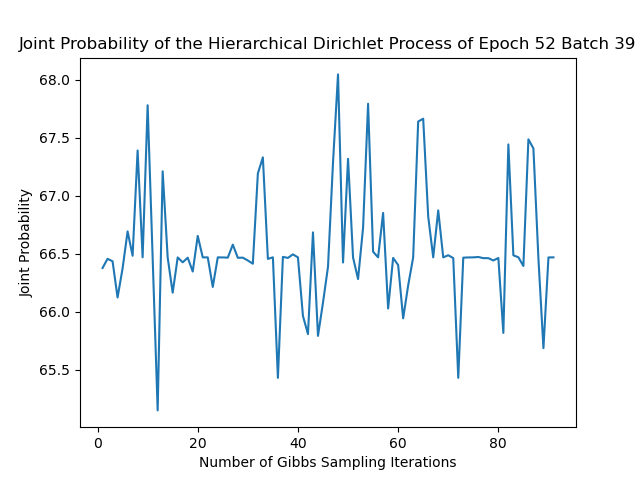 Joint Probability of the Hierarchical Dirichlet Process of Epoch 52 Batch 39
68.0
67.5
67.0
66.5
66.0
65.5
Joint Probability
0 20 40 60 80
Number of Gibbs Sampling Iterations